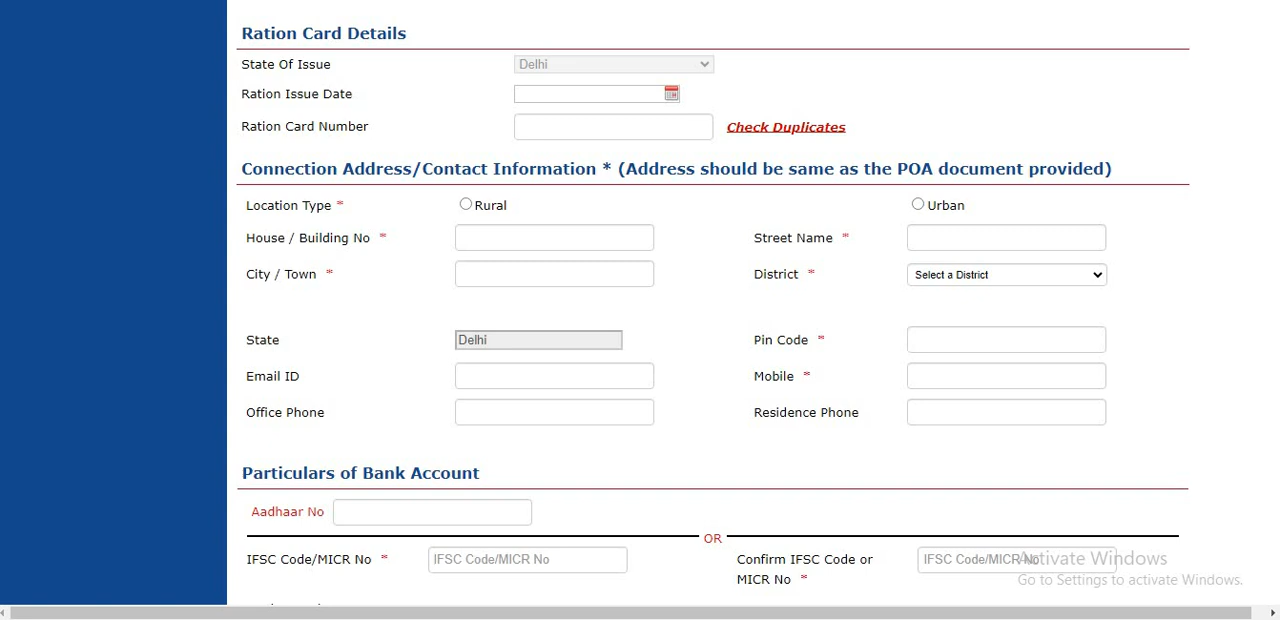 Ration Card Details
State Of Issue Delhi
Ration Issue Date
Ration Card Number Check Duplicates
Connection Address/Contact Information * (Address should be same as the POA document provided)
Location Type * Rural Urban
House / Building No * Street Name *
City / Town * District * Select a District
State Delhi Pin Code *
Email ID Mobile *
Office Phone Residence Phone
Particulars of Bank Account
Aadhaar No
OR
IFSC Code/MICR No * IFSC Code/MICR No Confirm IFSC Code or MICR No * IFSC Code/MICR No
Activate Windows
Go to Settings to activate Windows.